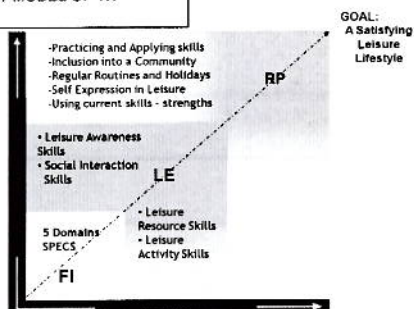 GOAL:
A Satisfying
Leisure
Lifestyle
-Practicing and Applying skills
-Inclusion into a Community
-Regular Routines and Holidays
-Self Expression in Leisure
-Using current skills - strengths
RP
• Leisure Awareness
Skills
• Social Interaction
Skills
LE
• Leisure
Resource Skills
• Leisure
Activity Skills
5 Domains
SPECS
FI